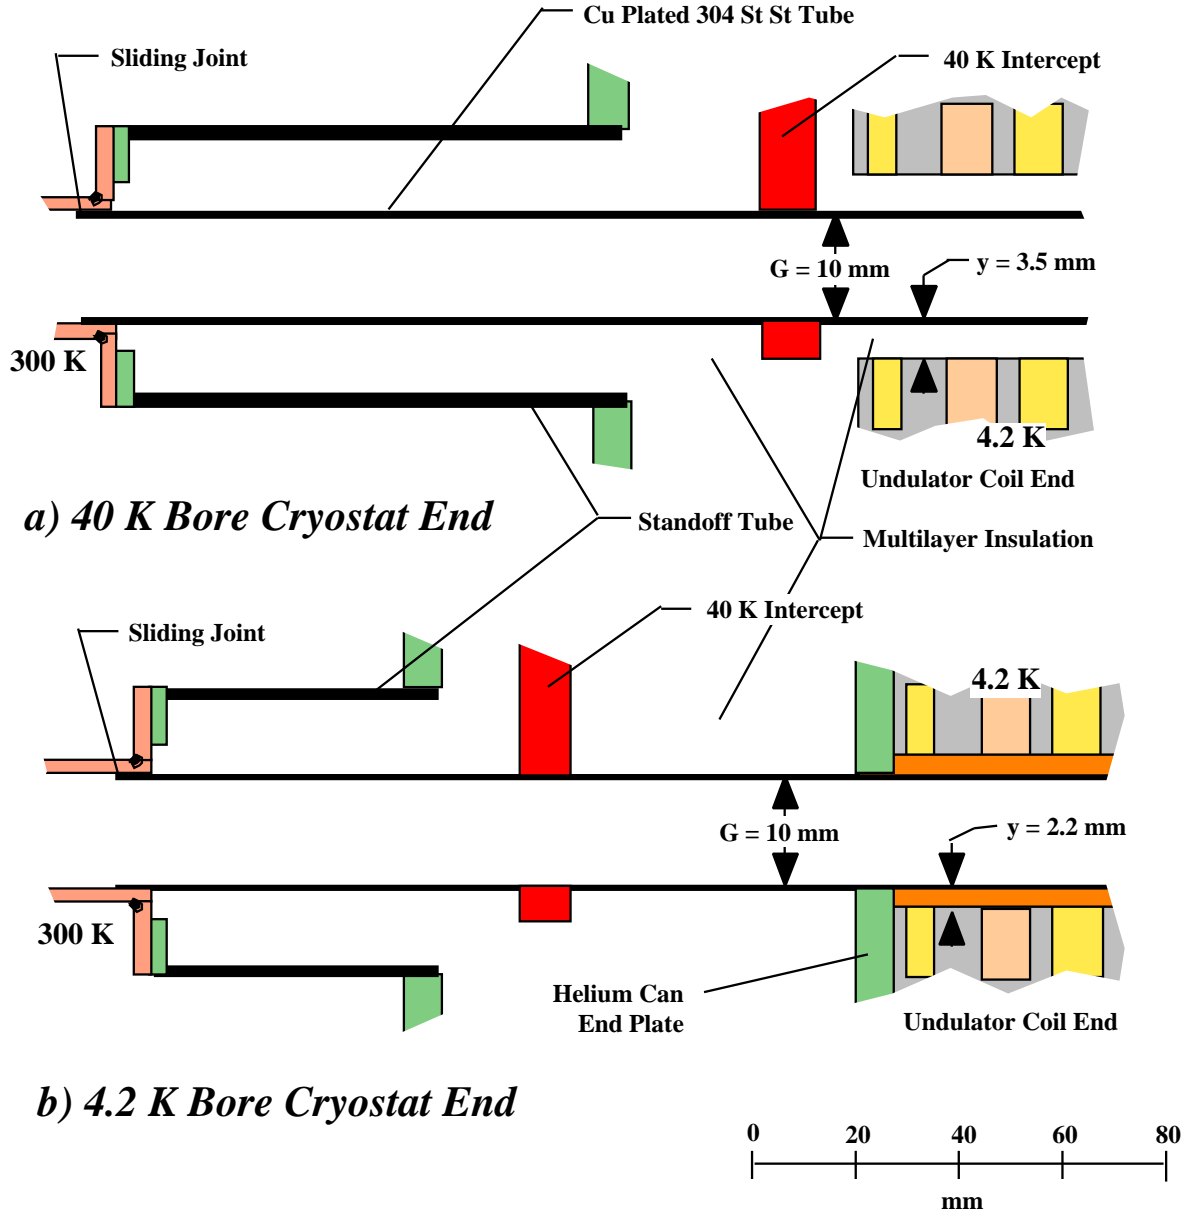 Cu Plated 304 St St Tube
Sliding Joint
40 K Intercept
G = 10 mm
y = 3.5 mm
300 K
4.2 K
Undulator Coil End
a) 40 K Bore Cryostat End
Standoff Tube
Multilayer Insulation
40 K Intercept
Sliding Joint
4.2 K
G = 10 mm
y = 2.2 mm
300 K
Helium Can
End Plate
Undulator Coil End
b) 4.2 K Bore Cryostat End
0 20 40 60 80
mm